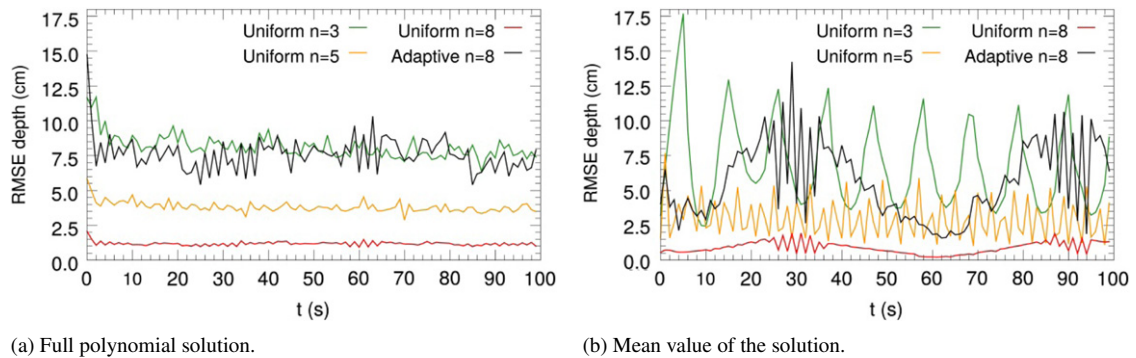 17.5
15.0
12.5
10.0
7.5
5.0
2.5
0.0
RMSE depth (cm)
Uniform n=3
Uniform n=8
Uniform n=5
Adaptive n=8
0 10 20 30 40 50 60 70 80 90 100
t (s)
(a) Full polynomial solution.
17.5
15.0
12.5
10.0
7.5
5.0
2.5
0.0
RMSE depth (cm)
Uniform n=3
Uniform n=8
Uniform n=5
Adaptive n=8
0 10 20 30 40 50 60 70 80 90 100
t (s)
(b) Mean value of the solution.